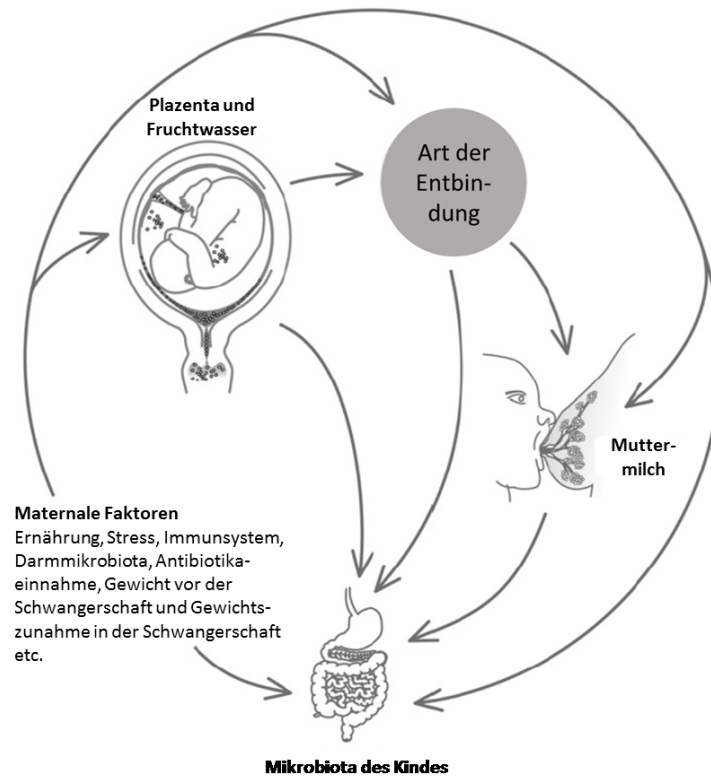 Plazenta und
Fruchtwasser
Art der
Entbin-
dung
Mutter-
milch
Maternale Faktoren
Ernährung, Stress, Immunsystem,
Darmmikrobiota, Antibiotika-
einnahme, Gewicht vor der
Schwangerschaft und Gewichts-
zunahme in der Schwangerschaft
etc.
Mikrobiota des Kindes